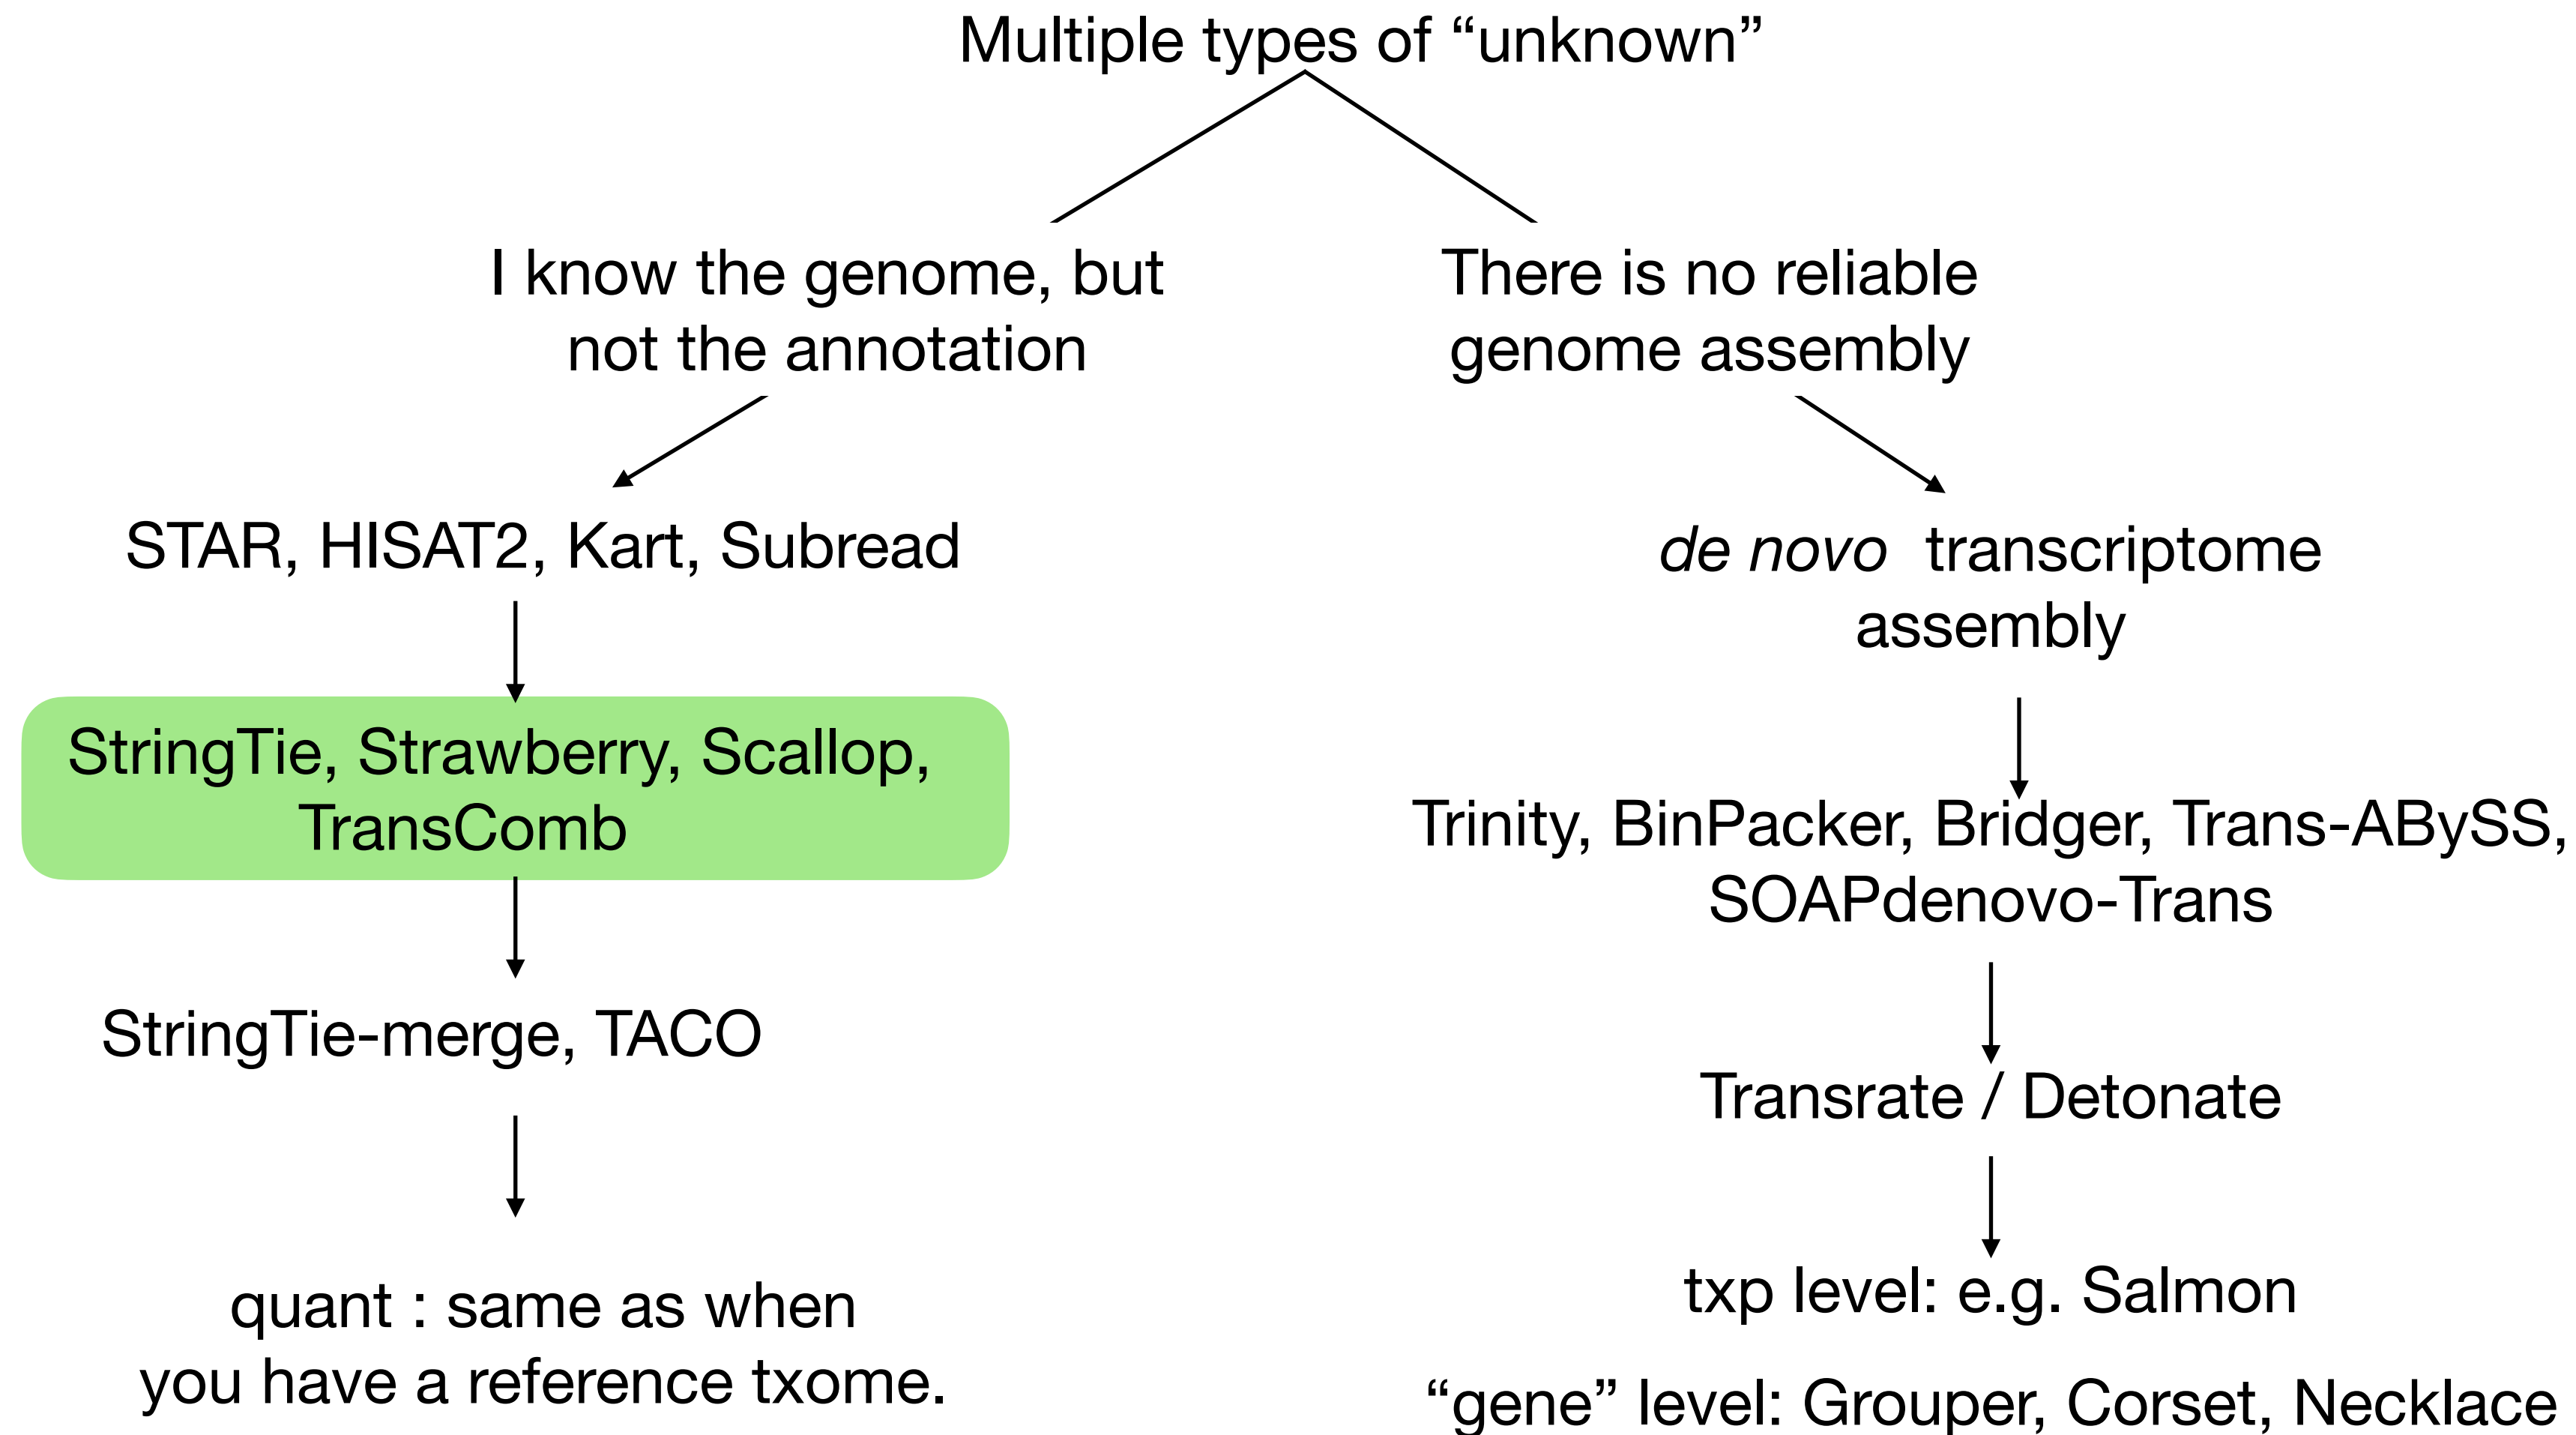 Multiple types of “unknown”
I know the genome, but
not the annotation
There is no reliable
genome assembly
STAR, HISAT2, Kart, Subread
de novo transcriptome
assembly
StringTie, Strawberry, Scallop,
TransComb
Trinity, BinPacker, Bridger, Trans-ABySS,
SOAPdenovo-Trans
StringTie-merge, TACO
Transrate / Detonate
quant : same as when
you have a reference txome.
txp level: e.g. Salmon
“gene” level: Grouper, Corset, Necklace